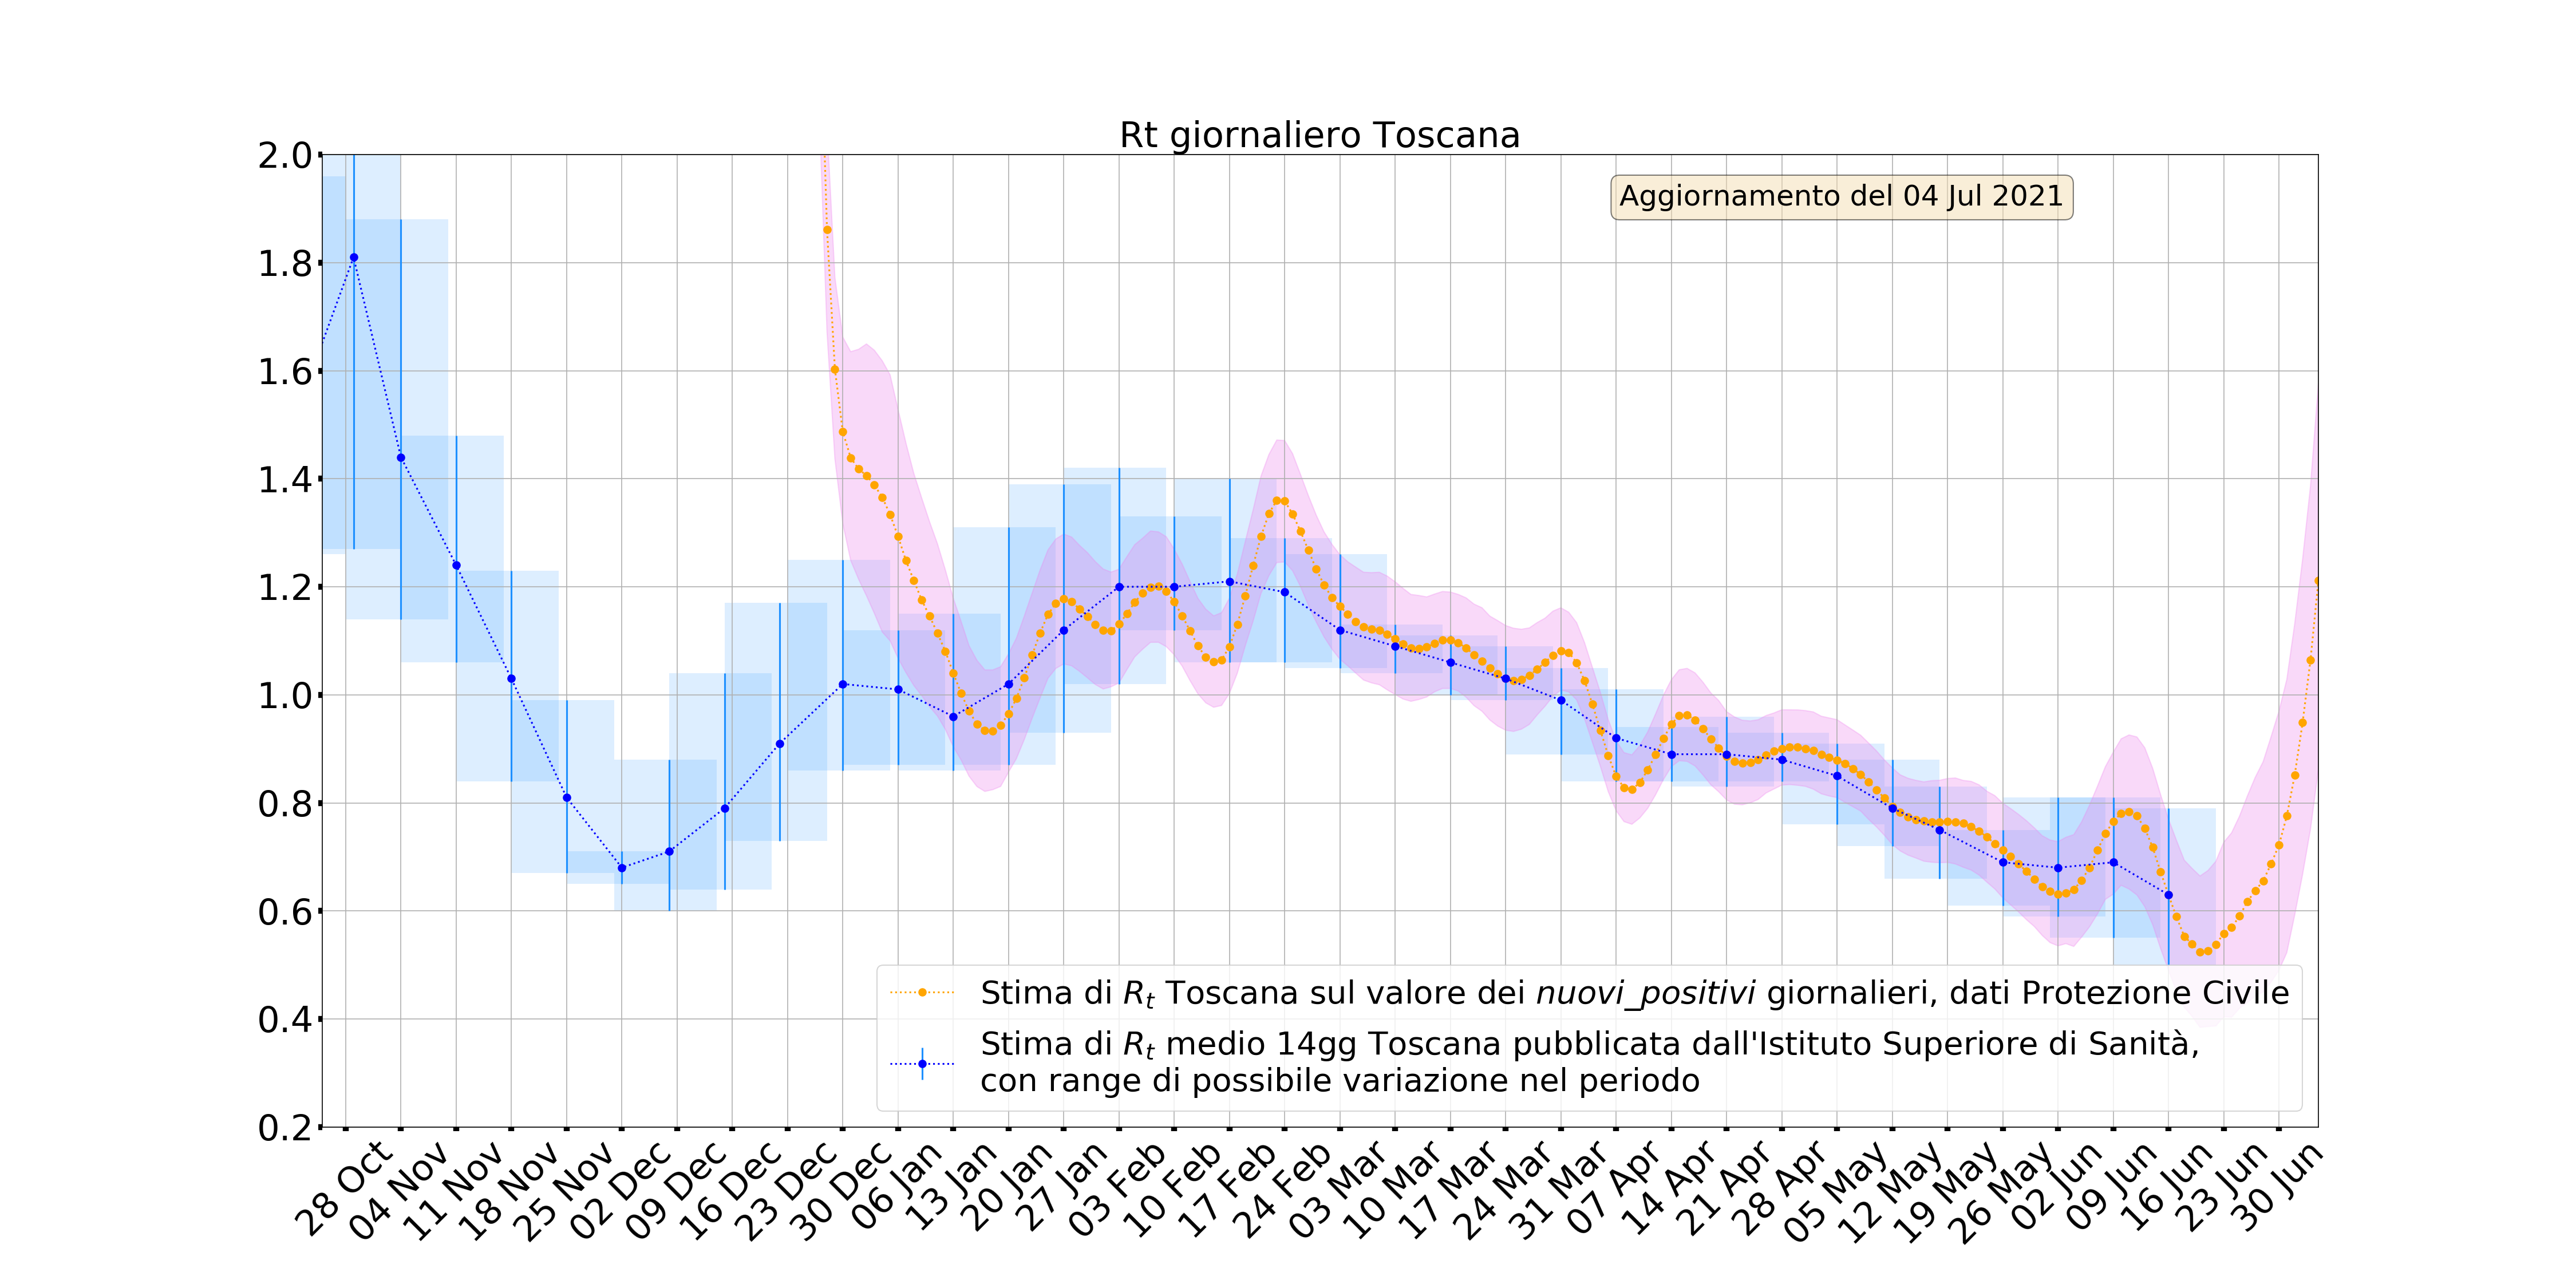 Rt giornaliero Toscana
Aggiornamento del 04 Jul 2021
2.0
1.8
1.6
1.4
1.2
1.0
0.8
0.6
0.4
0.2
Stima di Rt Toscana sul valore dei nuovi_positivi giornalieri, dati Protezione Civile
Stima di Rt medio 14gg Toscana pubblicata dall'Istituto Superiore di Sanità,
con range di possibile variazione nel periodo
28 Oct
04 Nov
11 Nov
18 Nov
25 Nov
02 Dec
09 Dec
16 Dec
23 Dec
30 Dec
06 Jan
13 Jan
20 Jan
27 Jan
03 Feb
10 Feb
17 Feb
24 Feb
03 Mar
10 Mar
17 Mar
24 Mar
31 Mar
07 Apr
14 Apr
21 Apr
28 Apr
05 May
12 May
19 May
26 May
02 Jun
09 Jun
16 Jun
23 Jun
30 Jun